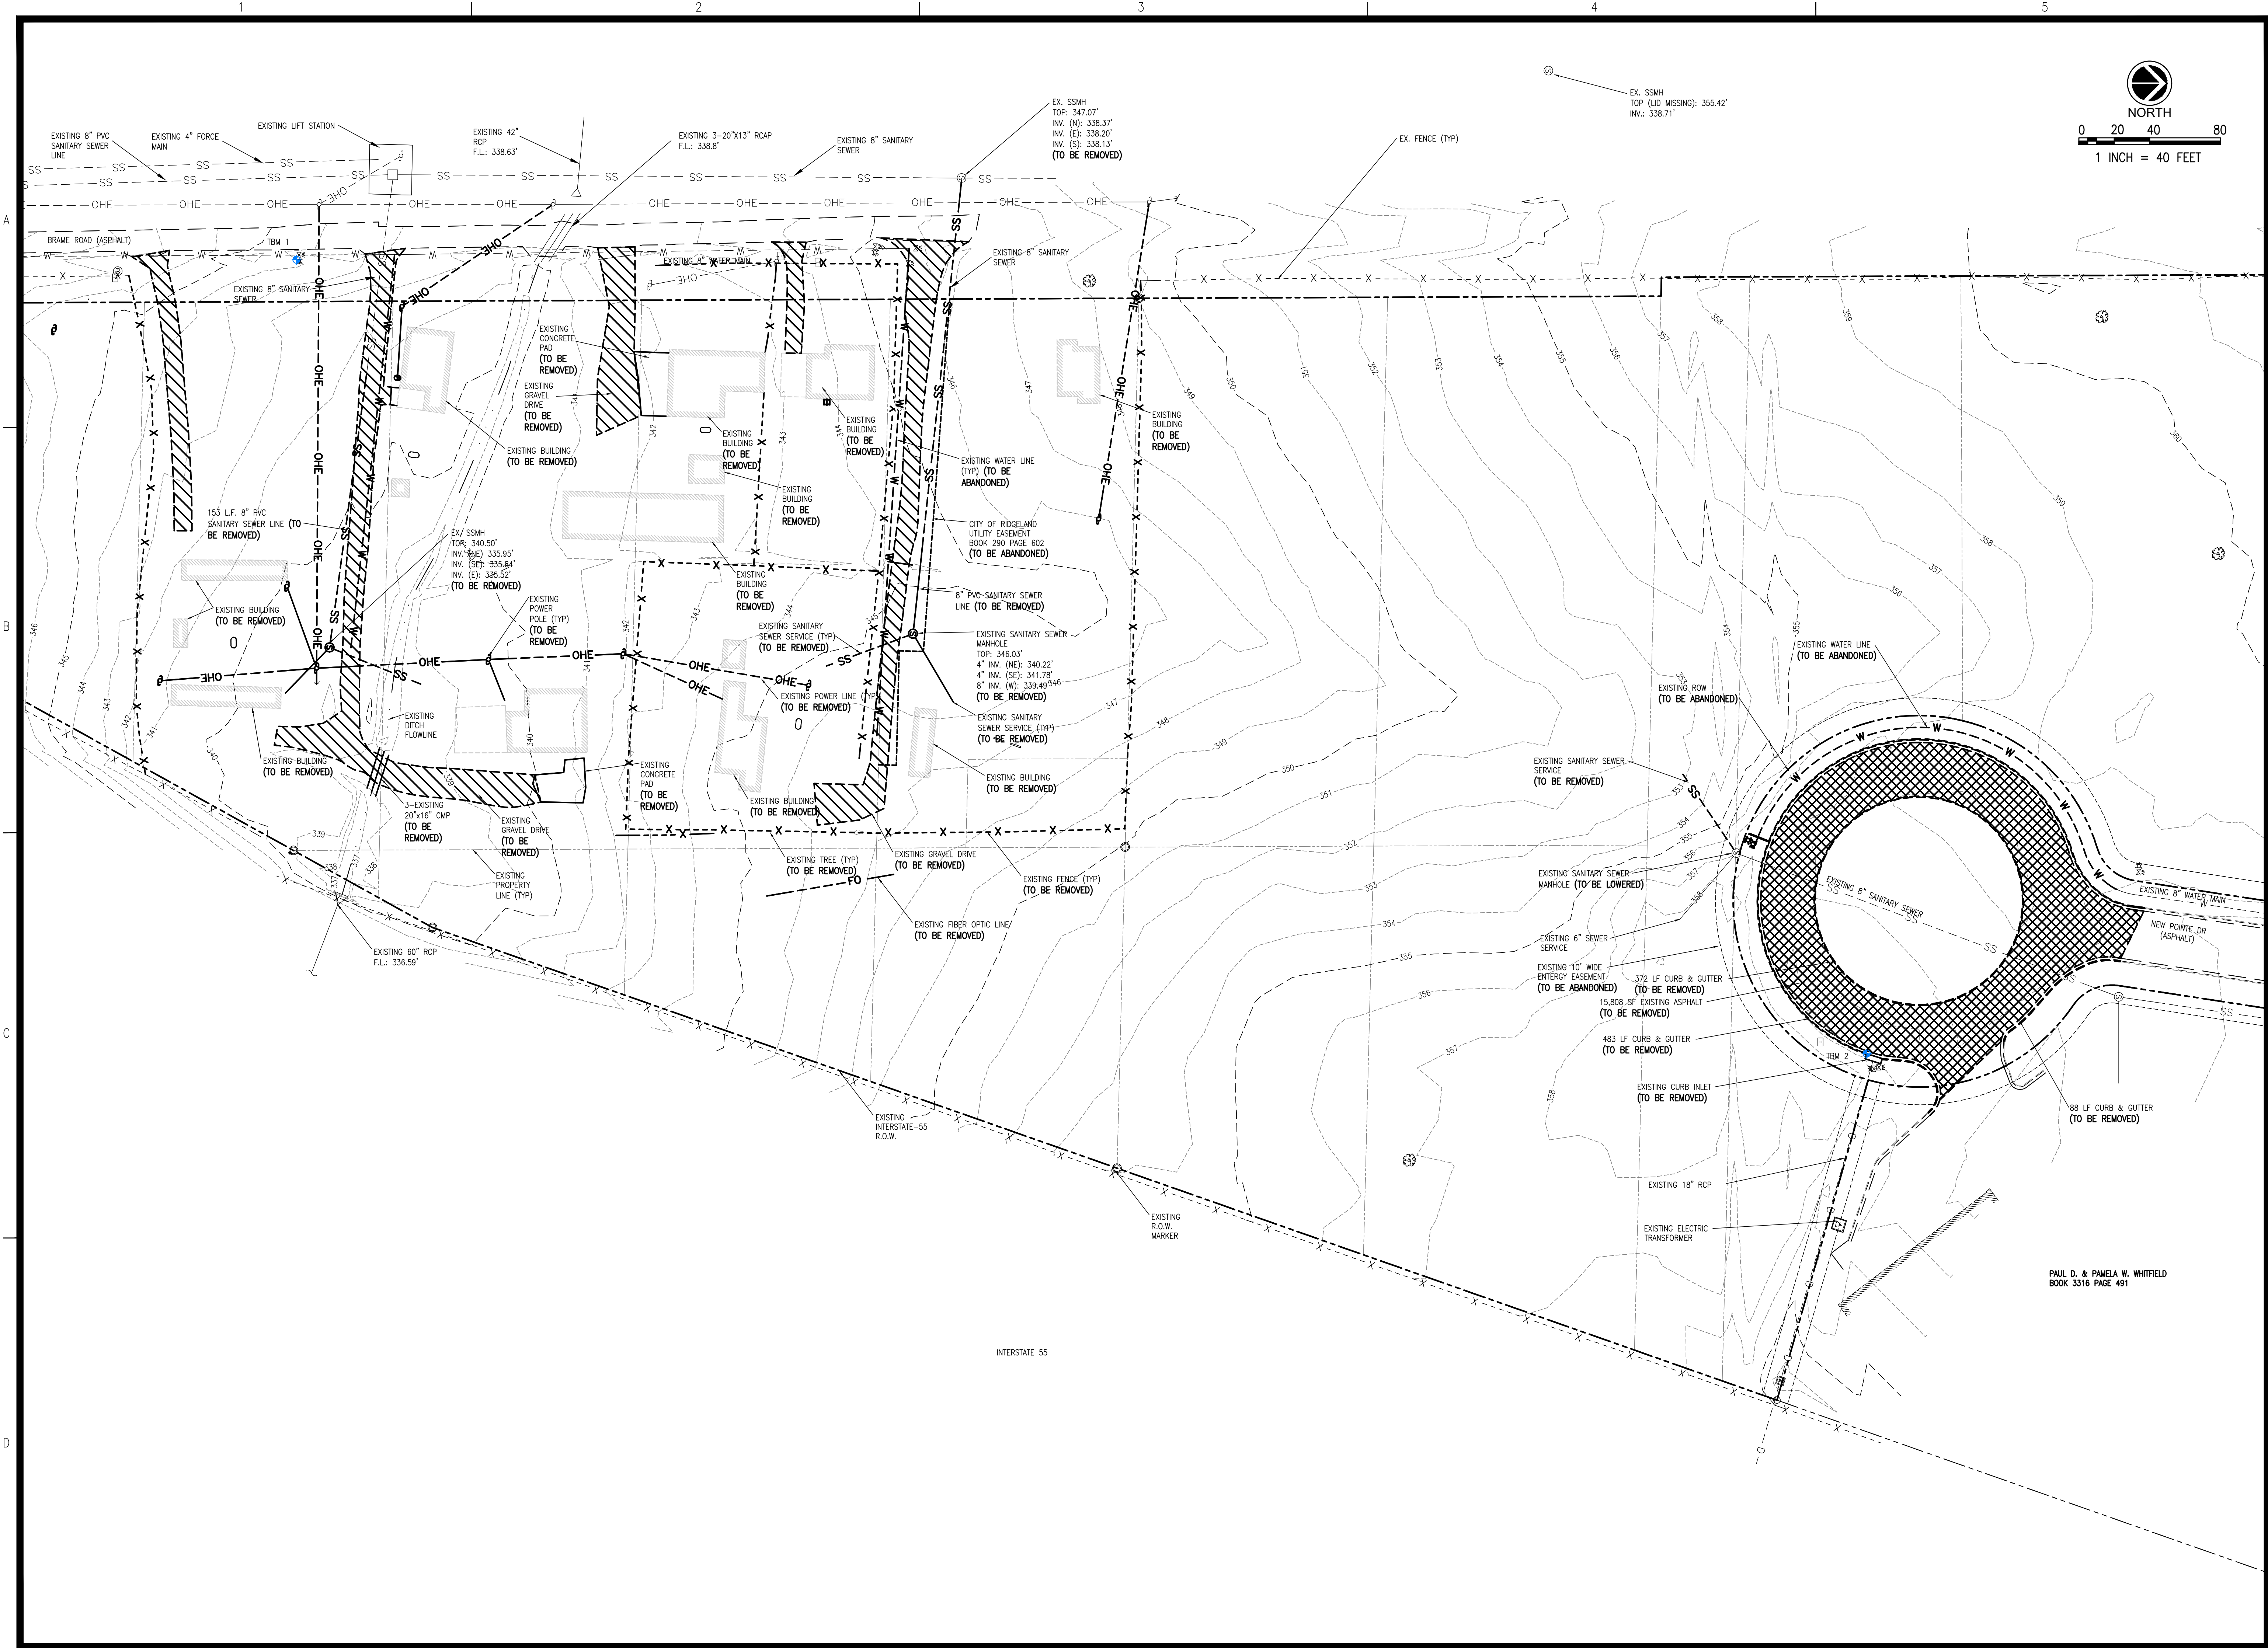 1
2
3
4
5
A
B
C
D
NORTH
0 20 40 80
1 INCH = 40 FEET
EXISTING 8" PVC
SANITARY SEWER
LINE
EXISTING 4" FORCE
MAIN
EXISTING LIFT STATION
EXISTING 42"
RCP
F.L.: 338.63'
EXISTING 3-20"X13" RCAP
F.L.: 338.8'
EXISTING 8" SANITARY
SEWER
EX. SSMH
TOP: 347.07'
INV. (N): 338.37'
INV. (E): 338.20'
INV. (S): 338.13'
(TO BE REMOVED)
EX. FENCE (TYP)
EX. SSMH
TOP (LID MISSING): 355.42'
INV.: 338.71'
BRAME ROAD (ASPHALT)
TBM 1
EXISTING 8" SANITARY
SEWER
EXISTING 8" WATER MAIN
EXISTING 8" SANITARY
SEWER
EXISTING
CONCRETE
PAD
(TO BE
REMOVED)
EXISTING
GRAVEL
DRIVE
(TO BE
REMOVED)
EXISTING BUILDING
(TO BE REMOVED)
EXISTING
BUILDING
(TO BE
REMOVED)
EXISTING
BUILDING
(TO BE
REMOVED)
EXISTING
BUILDING
(TO BE
REMOVED)
EXISTING
BUILDING
(TO BE
REMOVED)
EXISTING WATER LINE
(TYP) (TO BE
ABANDONED)
EXISTING
BUILDING
(TO BE
REMOVED)
CITY OF RIDGELAND
UTILITY EASEMENT
BOOK 290 PAGE 602
(TO BE ABANDONED)
153 L.F. 8" PVC
SANITARY SEWER LINE (TO
BE REMOVED)
EX. SSMH
TOP: 340.50'
INV. (NE) 335.95'
INV. (SE): 335.84'
INV. (E): 335.52'
(TO BE REMOVED)
EXISTING BUILDING
(TO BE REMOVED)
EXISTING
POWER
POLE (TYP)
(TO BE
REMOVED)
EXISTING SANITARY
SEWER SERVICE (TYP)
(TO BE REMOVED)
8" PVC SANITARY SEWER
LINE (TO BE REMOVED)
EXISTING SANITARY SEWER
MANHOLE
TOP: 346.03'
4" INV. (NE): 340.22'
4" INV. (SE): 341.78'
8" INV. (W): 339.49'
(TO BE REMOVED)
EXISTING POWER LINE (TYP)
(TO BE REMOVED)
EXISTING SANITARY
SEWER SERVICE (TYP)
(TO BE REMOVED)
EXISTING
DITCH
FLOWLINE
EXISTING BUILDING
(TO BE REMOVED)
EXISTING
CONCRETE
PAD
(TO BE
REMOVED)
EXISTING BUILDING
(TO BE REMOVED)
EXISTING BUILDING
(TO BE REMOVED)
3-EXISTING
20"x16" CMP
(TO BE
REMOVED)
EXISTING
GRAVEL DRIVE
(TO BE
REMOVED)
EXISTING
PROPERTY
LINE (TYP)
EXISTING TREE (TYP)
(TO BE REMOVED)
EXISTING GRAVEL DRIVE
(TO BE REMOVED)
EXISTING FENCE (TYP)
(TO BE REMOVED)
EXISTING FIBER OPTIC LINE
(TO BE REMOVED)
FO
EXISTING 60" RCP
F.L.: 336.59'
EXISTING
INTERSTATE-55
R.O.W.
EXISTING
R.O.W.
MARKER
INTERSTATE 55
EXISTING WATER LINE
(TO BE ABANDONED)
EXISTING ROW
(TO BE ABANDONED)
EXISTING SANITARY SEWER
SERVICE
(TO BE REMOVED)
EXISTING SANITARY SEWER
MANHOLE (TO BE LOWERED)
EXISTING 6" SEWER
SERVICE
EXISTING 10' WIDE
ENTERGY EASEMENT
(TO BE ABANDONED)
372 LF CURB & GUTTER
(TO BE REMOVED)
15,808 SF EXISTING ASPHALT
(TO BE REMOVED)
483 LF CURB & GUTTER
(TO BE REMOVED)
TBM 2
EXISTING CURB INLET
(TO BE REMOVED)
EXISTING 8" SANITARY SEWER
EXISTING 8" WATER MAIN
NEW POINTE DR
(ASPHALT)
88 LF CURB & GUTTER
(TO BE REMOVED)
EXISTING 18" RCP
EXISTING ELECTRIC
TRANSFORMER
PAUL D. & PAMELA W. WHITFIELD
BOOK 3316 PAGE 491